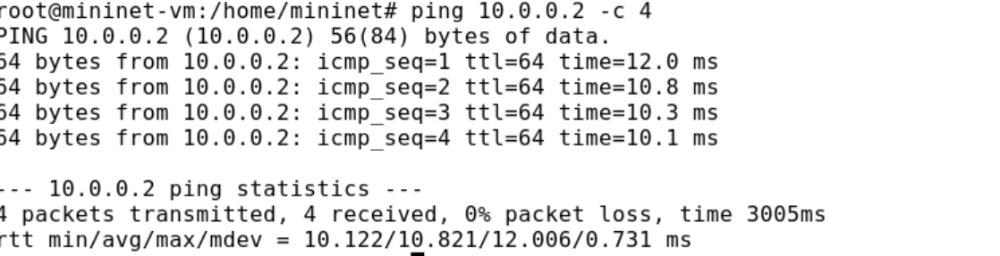 root@mininet-vm:/home/mininet# ping 10.0.0.2 -c 4
PING 10.0.0.2 (10.0.0.2) 56(84) bytes of data.
64 bytes from 10.0.0.2: icmp_seq=1 ttl=64 time=12.0 ms
64 bytes from 10.0.0.2: icmp_seq=2 ttl=64 time=10.8 ms
64 bytes from 10.0.0.2: icmp_seq=3 ttl=64 time=10.3 ms
64 bytes from 10.0.0.2: icmp_seq=4 ttl=64 time=10.1 ms
--- 10.0.0.2 ping statistics ---
4 packets transmitted, 4 received, 0% packet loss, time 3005ms
rtt min/avg/max/mdev = 10.122/10.821/12.006/0.731 ms